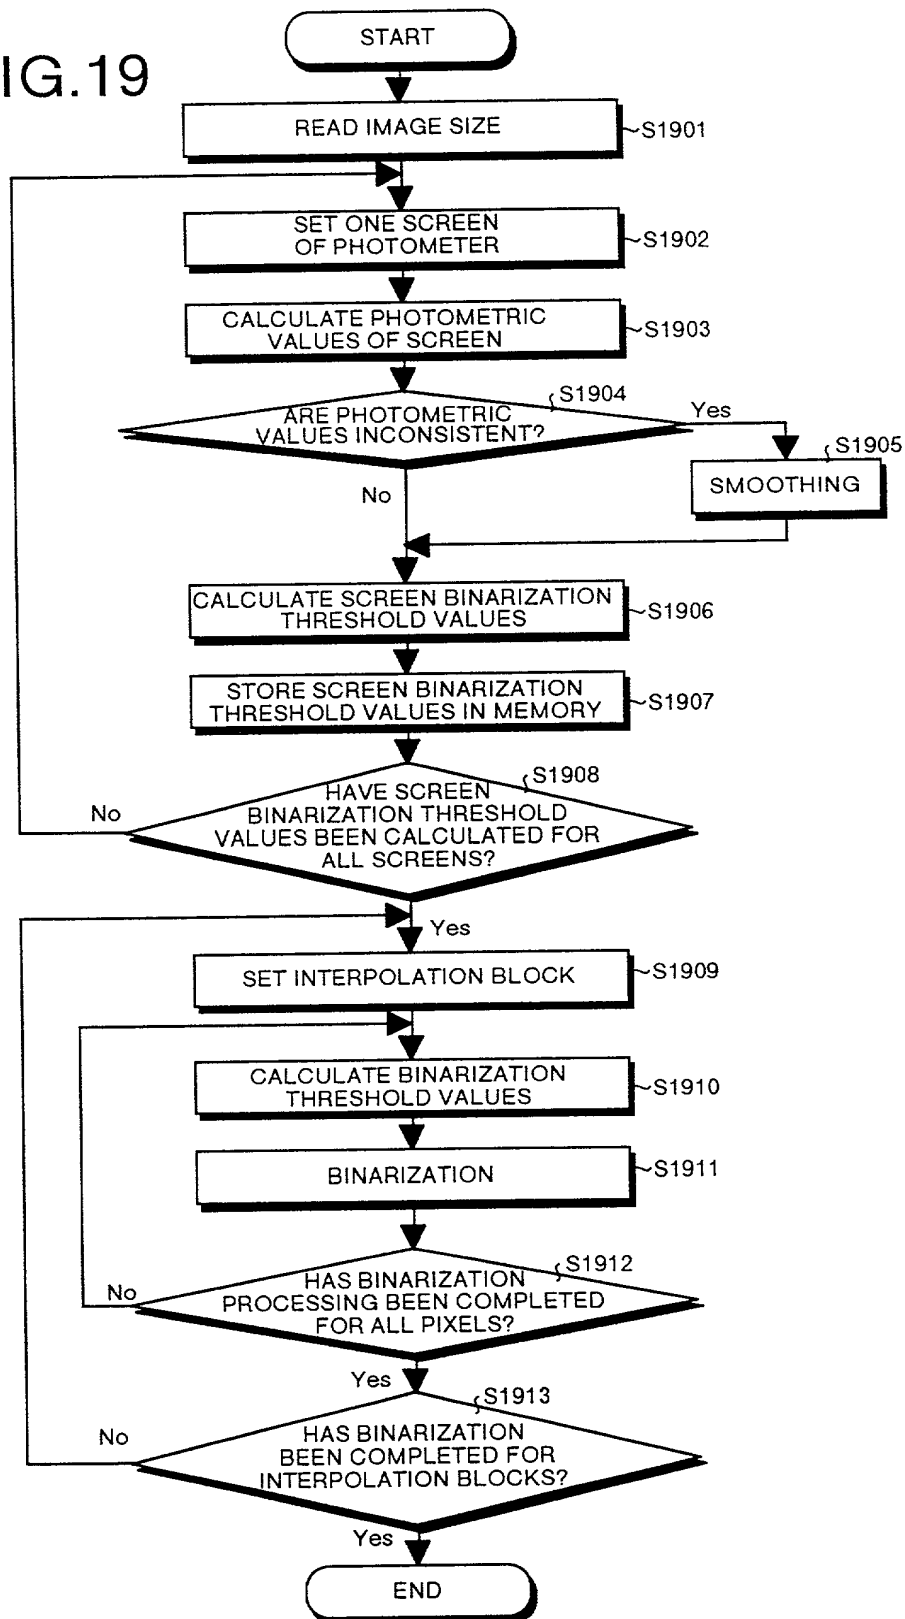 IG.19
START
READ IMAGE SIZE
S1901
SET ONE SCREEN
OF PHOTOMETER
S1902
CALCULATE PHOTOMETRIC
VALUES OF SCREEN
S1903
S1904
ARE PHOTOMETRIC
VALUES INCONSISTENT?
Yes
S1905
SMOOTHING
No
CALCULATE SCREEN BINARIZATION
THRESHOLD VALUES
S1906
STORE SCREEN BINARIZATION
THRESHOLD VALUES IN MEMORY
S1907
S1908
HAVE SCREEN
BINARIZATION THRESHOLD
VALUES BEEN CALCULATED FOR
ALL SCREENS?
No
Yes
SET INTERPOLATION BLOCK
S1909
CALCULATE BINARIZATION
THRESHOLD VALUES
S1910
BINARIZATION
S1911
S1912
HAS BINARIZATION
PROCESSING BEEN COMPLETED
FOR ALL PIXELS?
No
Yes
S1913
HAS BINARIZATION
BEEN COMPLETED FOR
INTERPOLATION BLOCKS?
No
Yes
END